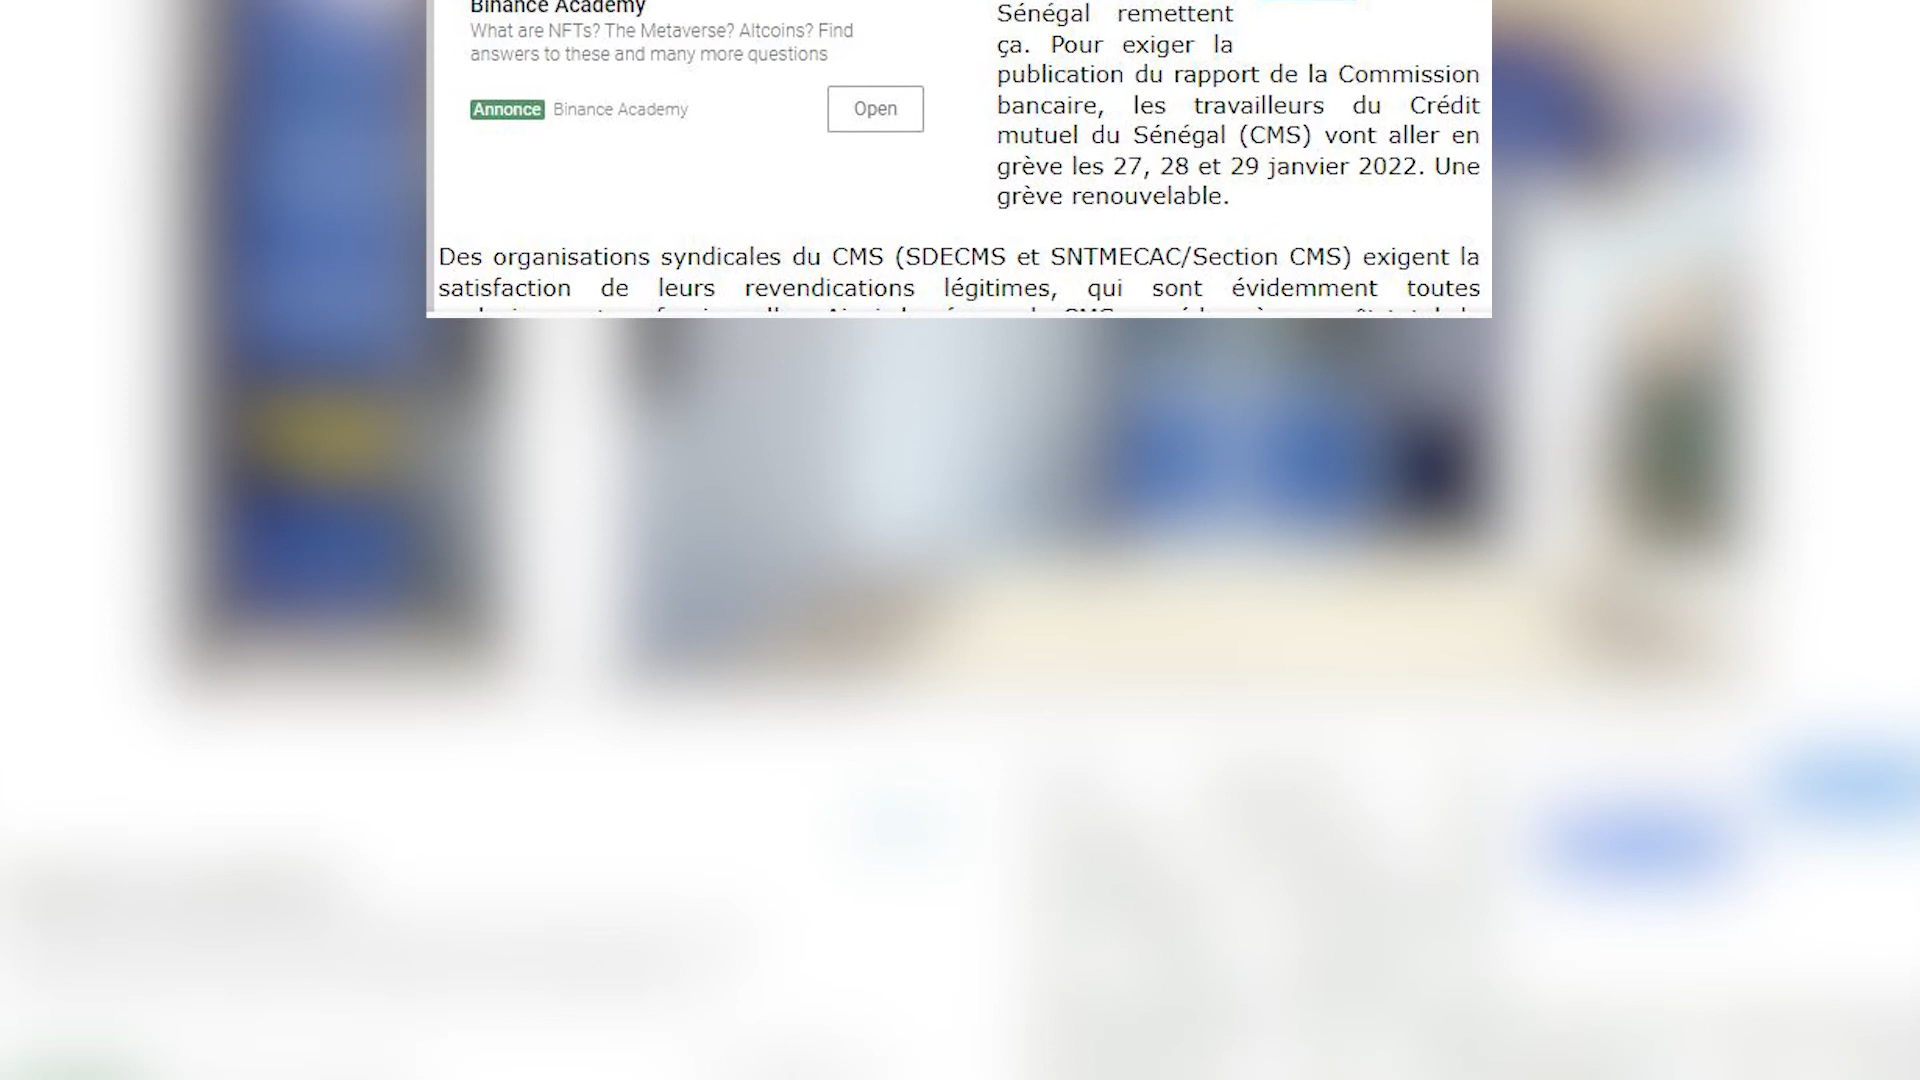 Binance Academy
What are NFTs? The Metaverse? Altcoins? Find
answers to these and many more questions
Annonce Binance Academy
Open
Sénégal remettent
ça. Pour exiger la
publication du rapport de la Commission
bancaire, les travailleurs du Crédit
mutuel du Sénégal (CMS) vont aller en
grève les 27, 28 et 29 janvier 2022. Une
grève renouvelable.
Des organisations syndicales du CMS (SDECMS et SNTMECAC/Section CMS) exigent la
satisfaction de leurs revendications légitimes, qui sont évidemment toutes